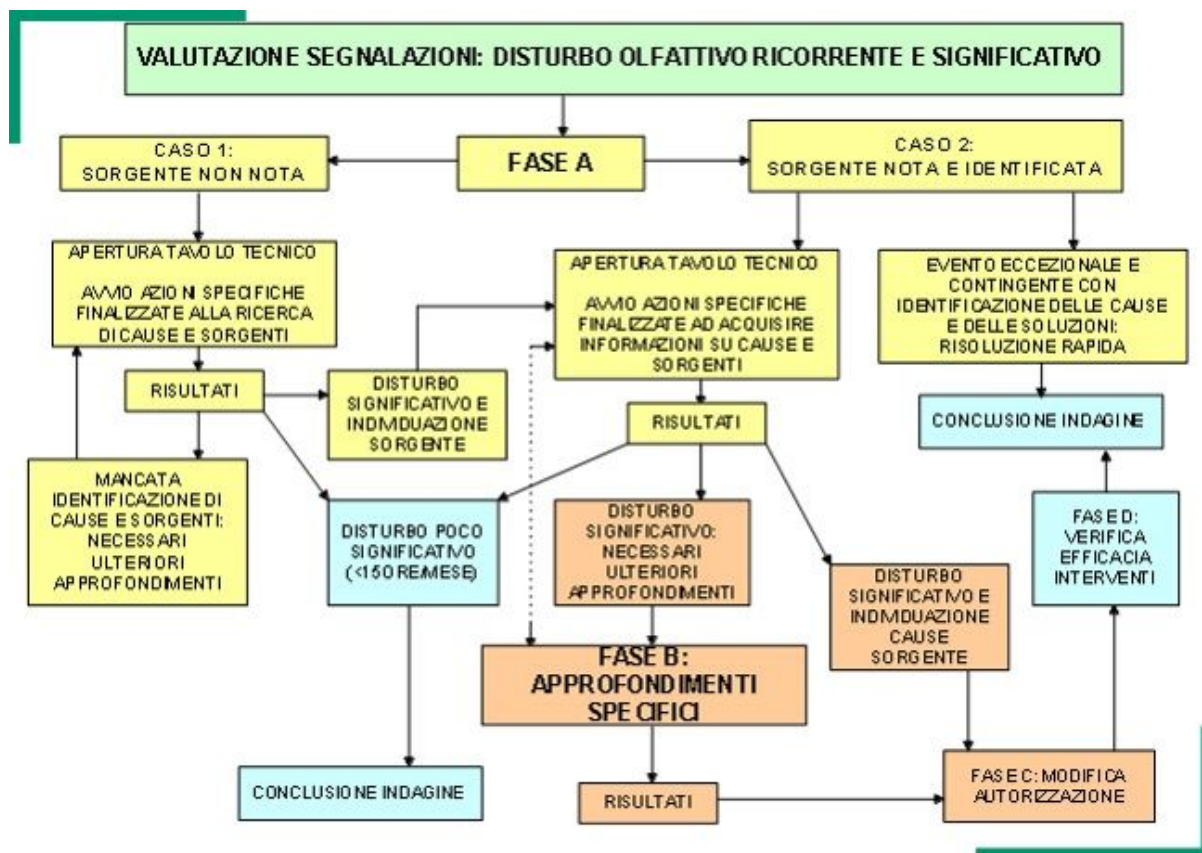 VALUTAZIONE SEGNALAZIONI: DISTURBO OLFATTIVO RICORRENTE E SIGNIFICATIVO
CASO 1:
SORGENTE NON NOTA
FASE A
CASO 2:
SORGENTE NOTA E IDENTIFICATA
APERTURA TAVOLO TECNICO
AVVIO AZIONI SPECIFICHE
FINALIZZATE ALLA RICERCA
DI CAUSE E SORGENTI
APERTURA TAVOLO TECNICO
AVVIO AZIONI SPECIFICHE
FINALIZZATE AD ACQUISIRE
INFORMAZIONI SU CAUSE E
SORGENTI
EVENTO ECCEZIONALE E
CONTINGENTE CON
IDENTIFICAZIONE DELLE CAUSE
E DELLE SOLUZIONI:
RISOLUZIONE RAPIDA
RISULTATI
DISTURBO
SIGNIFICATIVO E
INDIVIDUAZIONE
SORGENTE
RISULTATI
CONCLUSIONE INDAGINE
MANCATA
IDENTIFICAZIONE DI
CAUSE E SORGENTI:
NECESSARI
ULTERIORI
APPROFONDIMENTI
DISTURBO POCO
SIGNIFICATIVO
(<15 ORE/MESE)
DISTURBO
SIGNIFICATIVO:
NECESSARI
ULTERIORI
APPROFONDIMENTI
FASE D:
VERIFICA
EFFICACIA
INTERVENTI
DISTURBO
SIGNIFICATIVO E
INDIVIDUAZIONE
CAUSE
SORGENTE
FASE B:
APPROFONDIMENTI
SPECIFICI
CONCLUSIONE INDAGINE
RISULTATI
FASE C: MODIFICA
AUTORIZZAZIONE